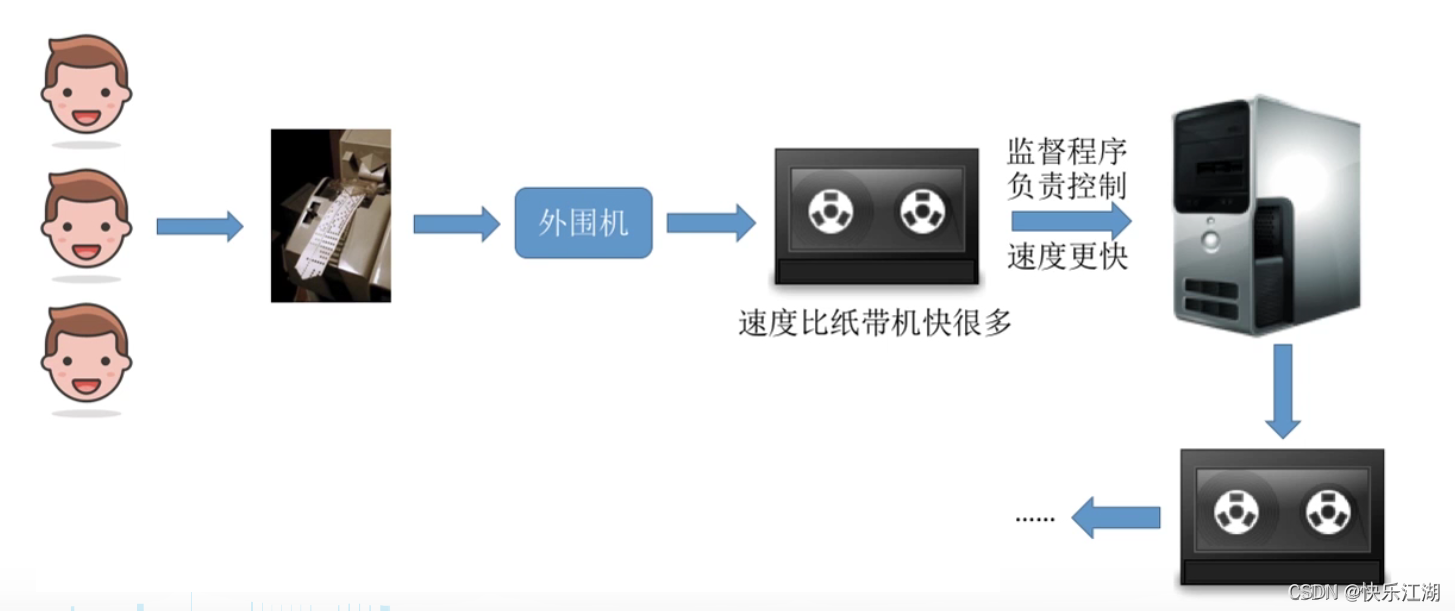 监督程序
负责控制
外围机
速度更快
速度比纸带机快很多
......
CSDN @快乐江湖